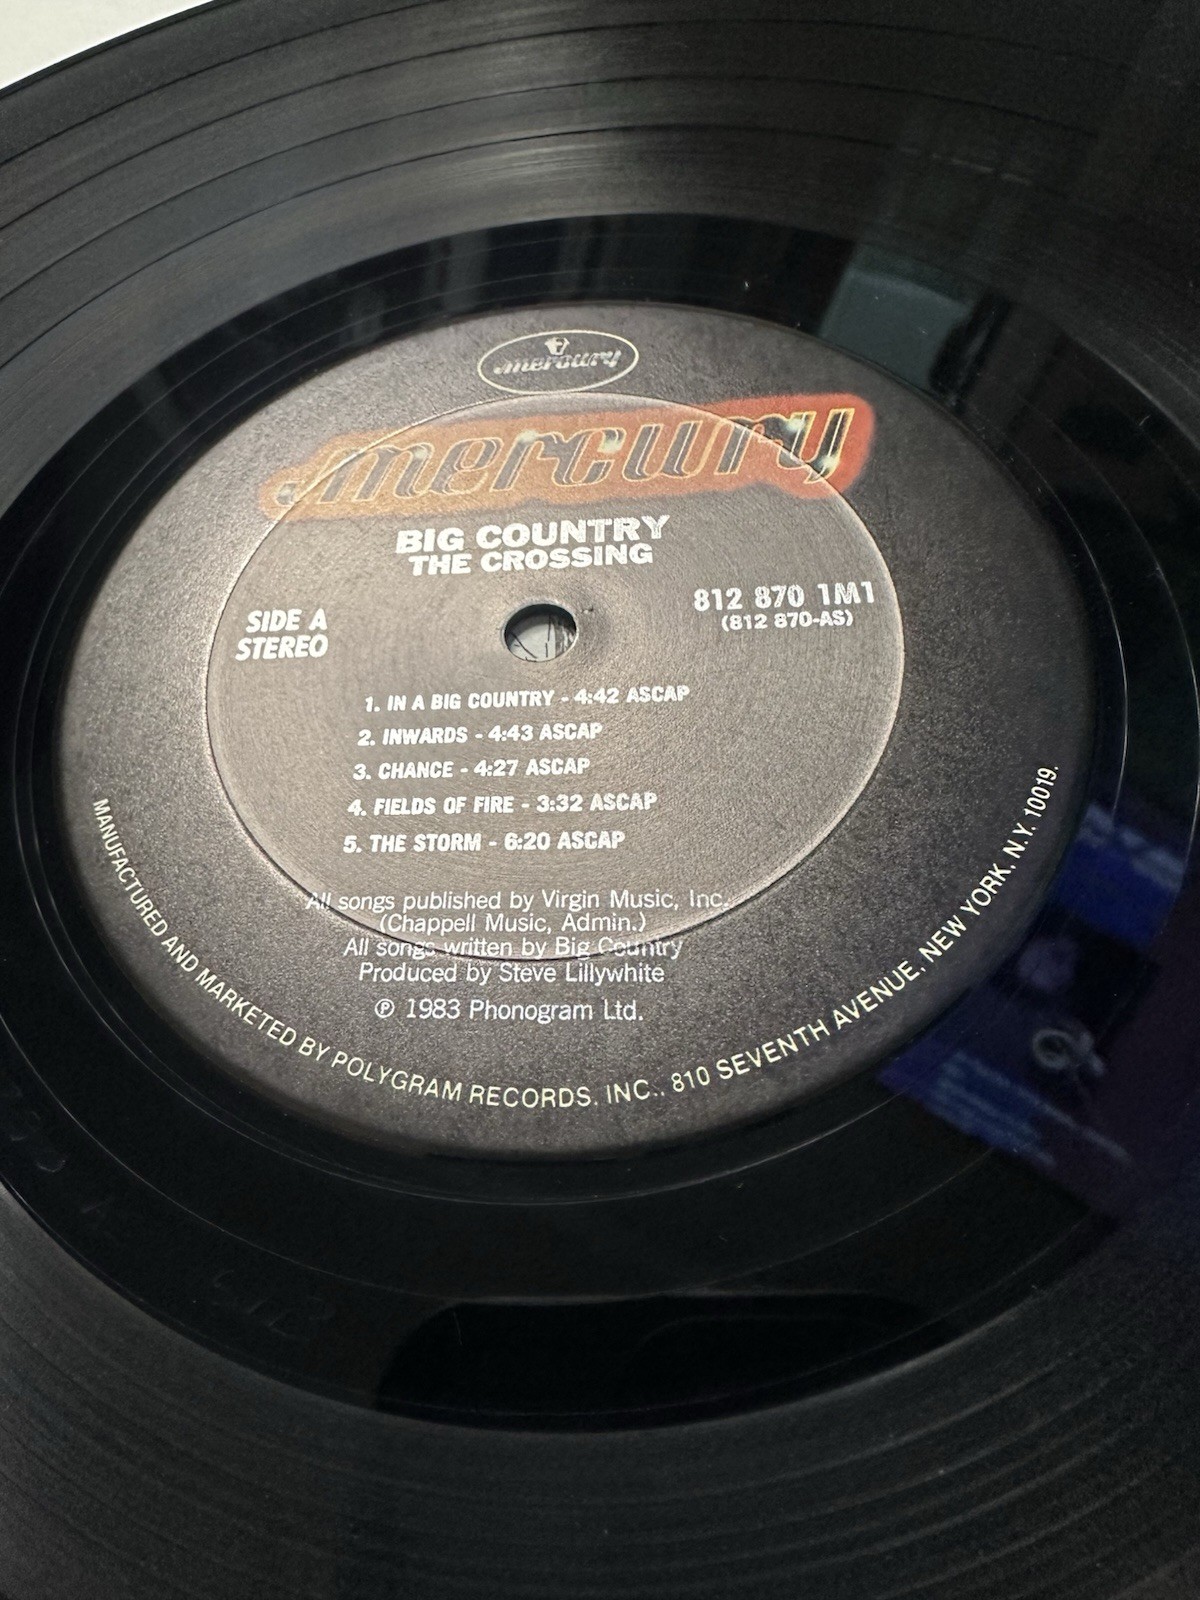 mercury
mercury
BIG COUNTRY
THE CROSSING
SIDE A
STEREO
812 870 1M1
(812 870-AS)
1. IN A BIG COUNTRY - 4:42 ASCAP
2. INWARDS - 4:43 ASCAP
3. CHANCE - 4:27 ASCAP
4. FIELDS OF FIRE - 3:32 ASCAP
5. THE STORM - 6:20 ASCAP
All songs published by Virgin Music, Inc.
(Chappell Music, Admin.)
All songs written by Big Country
Produced by Steve Lillywhite
℗ 1983 Phonogram Ltd.
MANUFACTURED AND MARKETED BY POLYGRAM RECORDS, INC., 810 SEVENTH AVENUE, NEW YORK, N.Y. 10019.